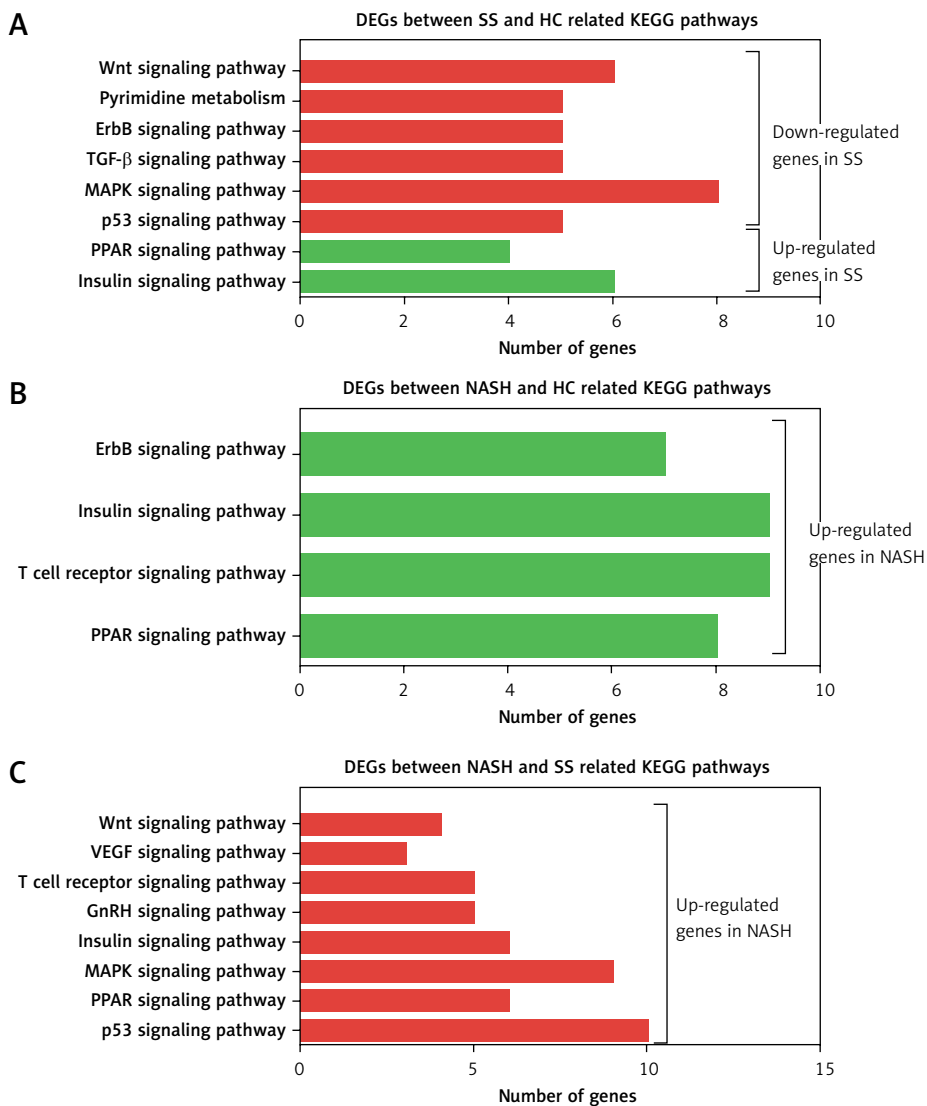 A
DEGs between SS and HC related KEGG pathways
Wnt signaling pathway
Pyrimidine metabolism
ErbB signaling pathway
TGF-β signaling pathway
MAPK signaling pathway
p53 signaling pathway
PPAR signaling pathway
Insulin signaling pathway
Down-regulated
genes in SS
Up-regulated
genes in SS
0 2 4 6 8 10
Number of genes
B
DEGs between NASH and HC related KEGG pathways
ErbB signaling pathway
Insulin signaling pathway
T cell receptor signaling pathway
PPAR signaling pathway
Up-regulated
genes in NASH
0 2 4 6 8 10
Number of genes
C
DEGs between NASH and SS related KEGG pathways
Wnt signaling pathway
VEGF signaling pathway
T cell receptor signaling pathway
GnRH signaling pathway
Insulin signaling pathway
MAPK signaling pathway
PPAR signaling pathway
p53 signaling pathway
Up-regulated
genes in NASH
0 5 10 15
Number of genes